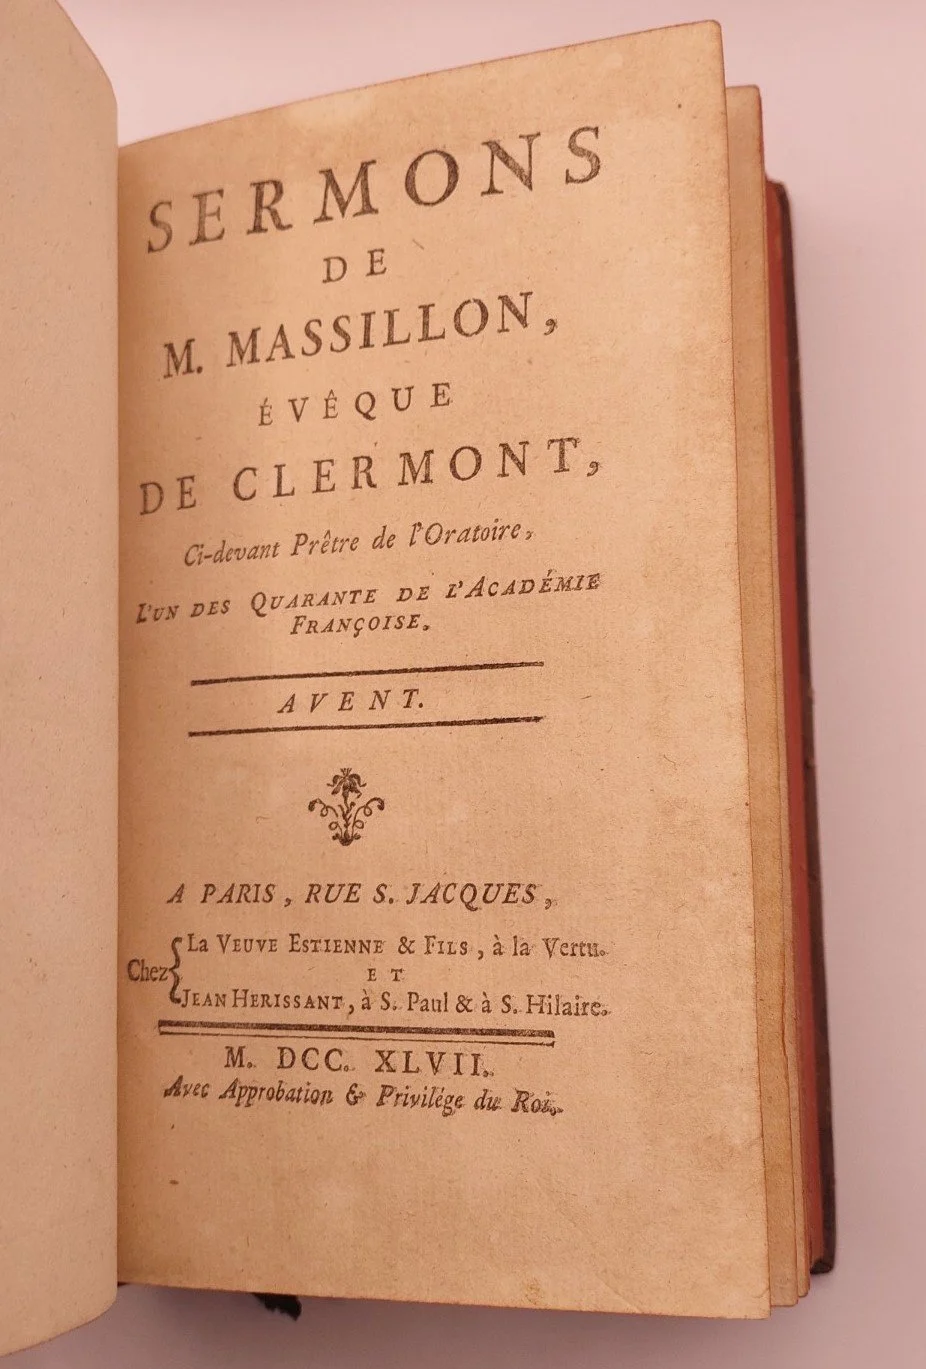 SERMONS
DE
M. MASSILLON,
ÉVÊQUE
DE CLERMONT,
Ci-devant Prêtre de l'Oratoire,
L'UN DES QUARANTE DE L'ACADÉMIE
FRANÇOISE.
AVENT.
A PARIS, RUE S. JACQUES,
Chez
La VEUVE ESTIENNE & FILS, à la Vertu.
ET
JEAN HERISSANT, à S. Paul & à S. Hilaire.
M. DCC. XLVII.
Avec Approbation & Privilége du Roi.